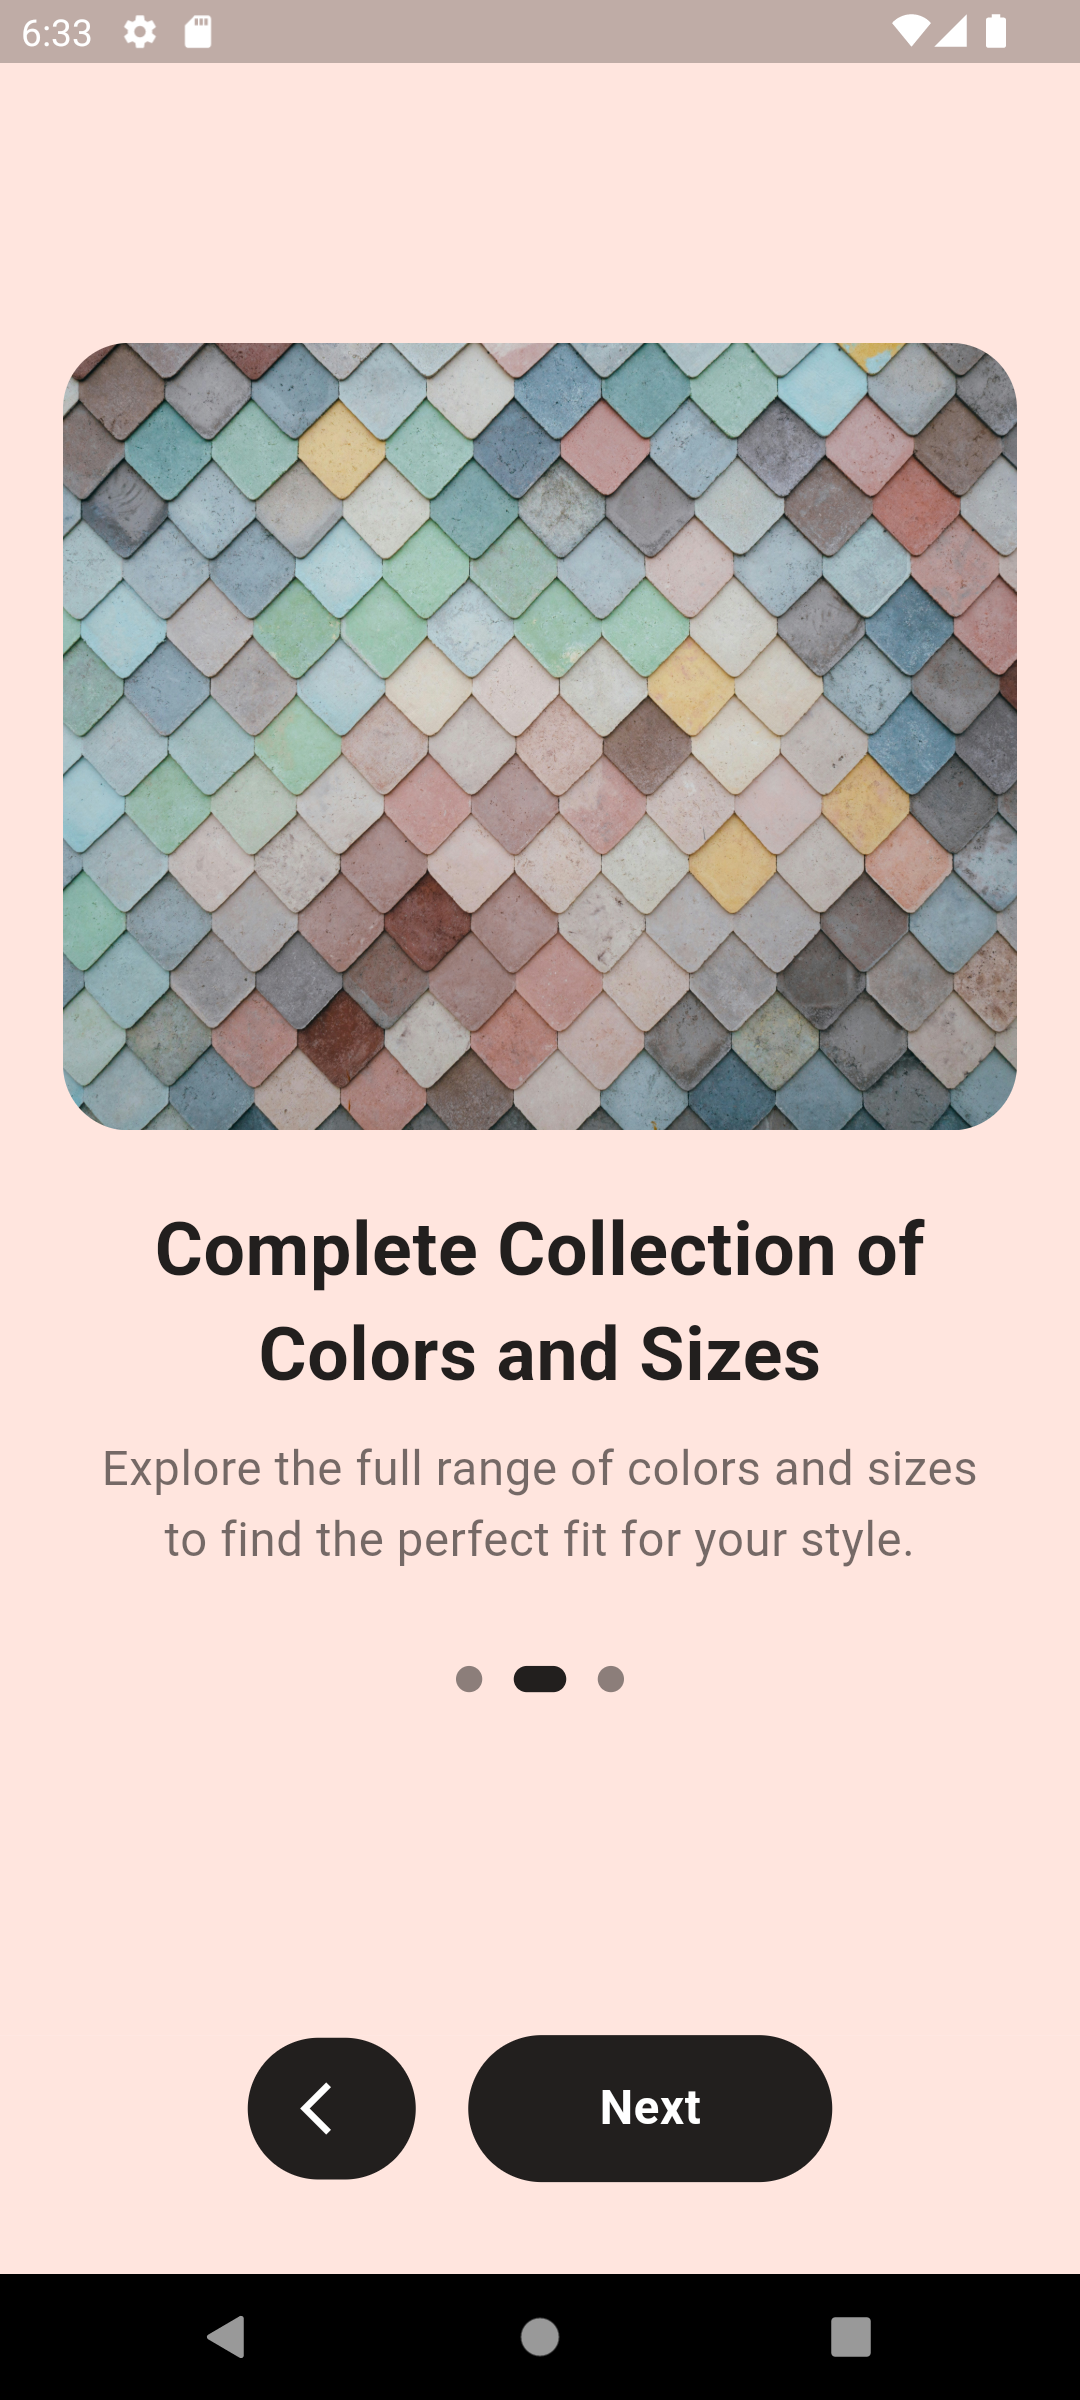 6:33
Complete Collection of
Colors and Sizes
Explore the full range of colors and sizes
to find the perfect fit for your style.
Next